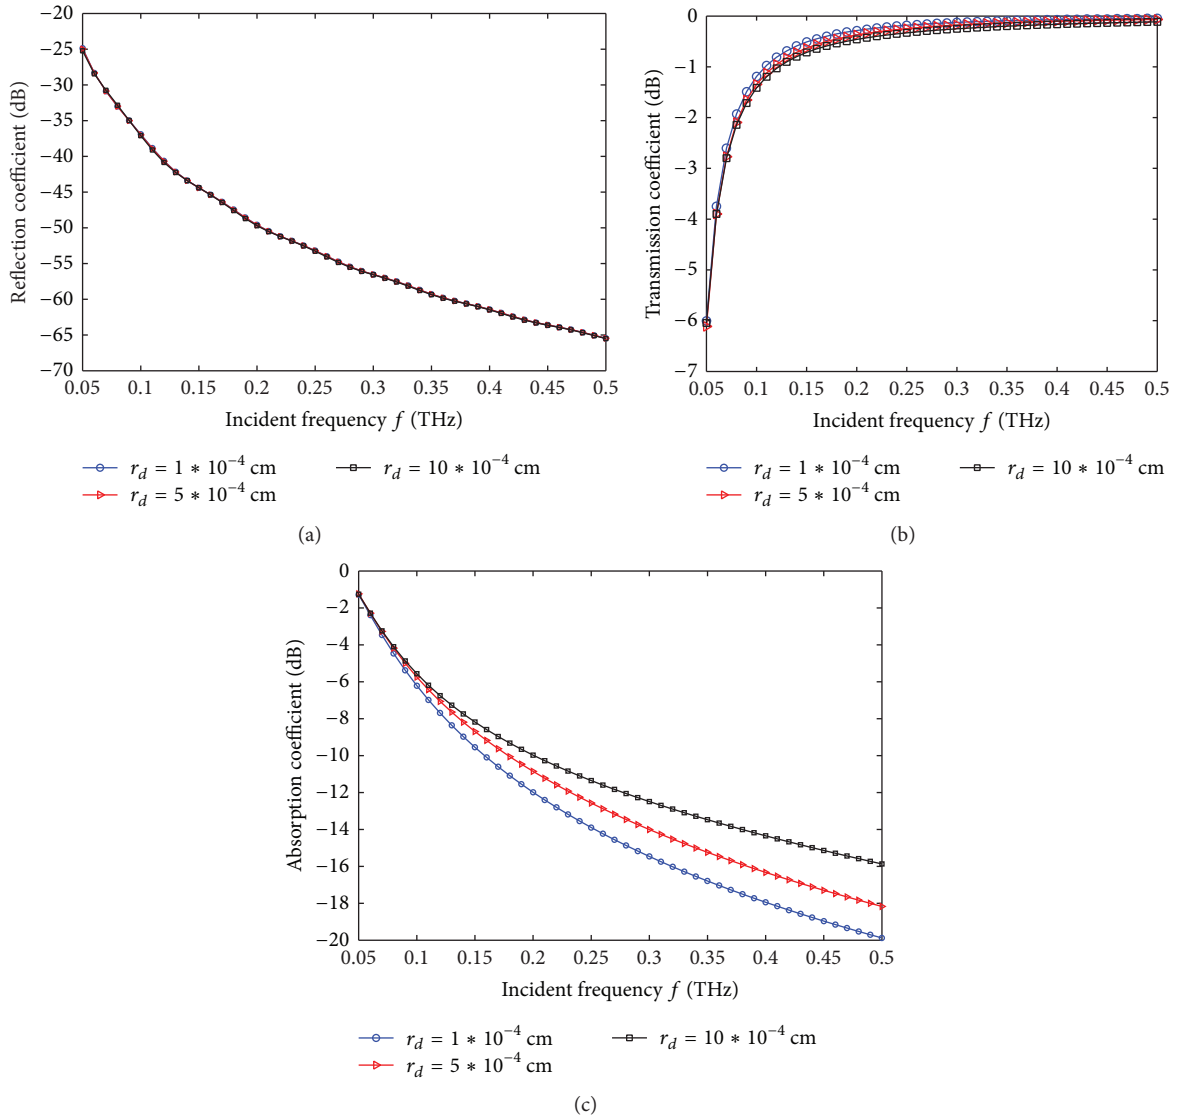 −20
−25
−30
−35
−40
−45
−50
−55
−60
−65
−70
Reflection coefficient (dB)
0.05 0.1 0.15 0.2 0.25 0.3 0.35 0.4 0.45 0.5
Incident frequency f (THz)
r_d = 1 ∗ 10⁻⁴ cm
r_d = 10 ∗ 10⁻⁴ cm
r_d = 5 ∗ 10⁻⁴ cm
(a)
0
−1
−2
−3
−4
−5
−6
−7
Transmission coefficient (dB)
0.05 0.1 0.15 0.2 0.25 0.3 0.35 0.4 0.45 0.5
Incident frequency f (THz)
r_d = 1 ∗ 10⁻⁴ cm
r_d = 10 ∗ 10⁻⁴ cm
r_d = 5 ∗ 10⁻⁴ cm
(b)
0
−2
−4
−6
−8
−10
−12
−14
−16
−18
−20
Absorption coefficient (dB)
0.05 0.1 0.15 0.2 0.25 0.3 0.35 0.4 0.45 0.5
Incident frequency f (THz)
r_d = 1 ∗ 10⁻⁴ cm
r_d = 10 ∗ 10⁻⁴ cm
r_d = 5 ∗ 10⁻⁴ cm
(c)